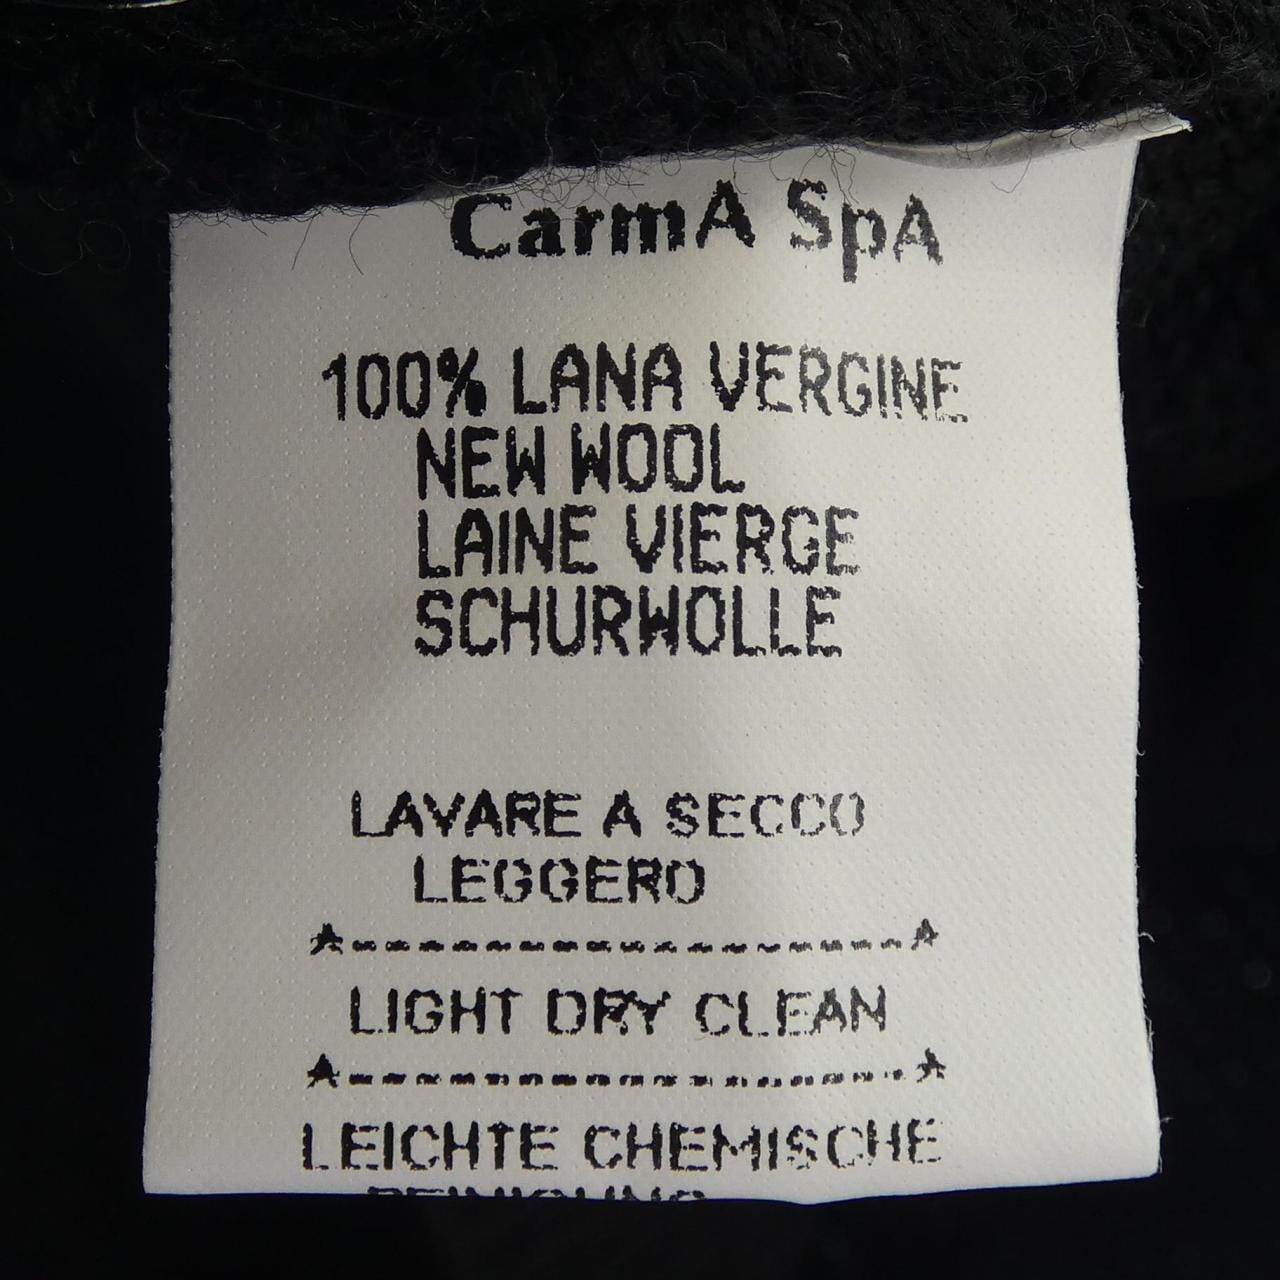 CarmA SpA
100% LANA VERGINE
NEW WOOL
LAINE VIERGE
SCHURWOLLE
LAVARE A SECCO
LEGGERO
LIGHT DRY CLEAN
LEICHTE CHEMISCHE